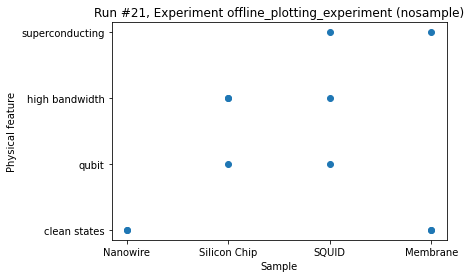 Run #21, Experiment offline_plotting_experiment (nosample)
superconducting
high bandwidth
qubit
clean states
Physical feature
Nanowire
Silicon Chip
SQUID
Membrane
Sample